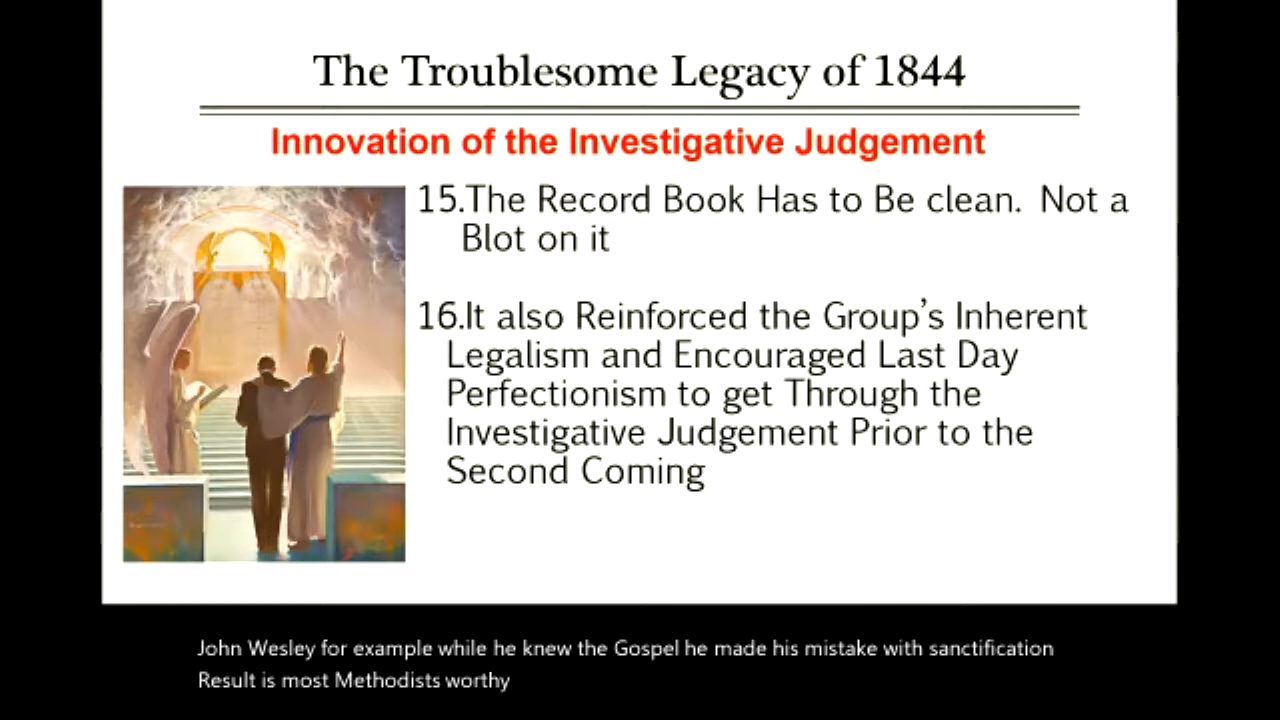 The Troublesome Legacy of 1844
Innovation of the Investigative Judgement
15.The Record Book Has to Be clean. Not a
Blot on it
16.It also Reinforced the Group’s Inherent
Legalism and Encouraged Last Day
Perfectionism to get Through the
Investigative Judgement Prior to the
Second Coming
John Wesley for example while he knew the Gospel he made his mistake with sanctification
Result is most Methodists worthy